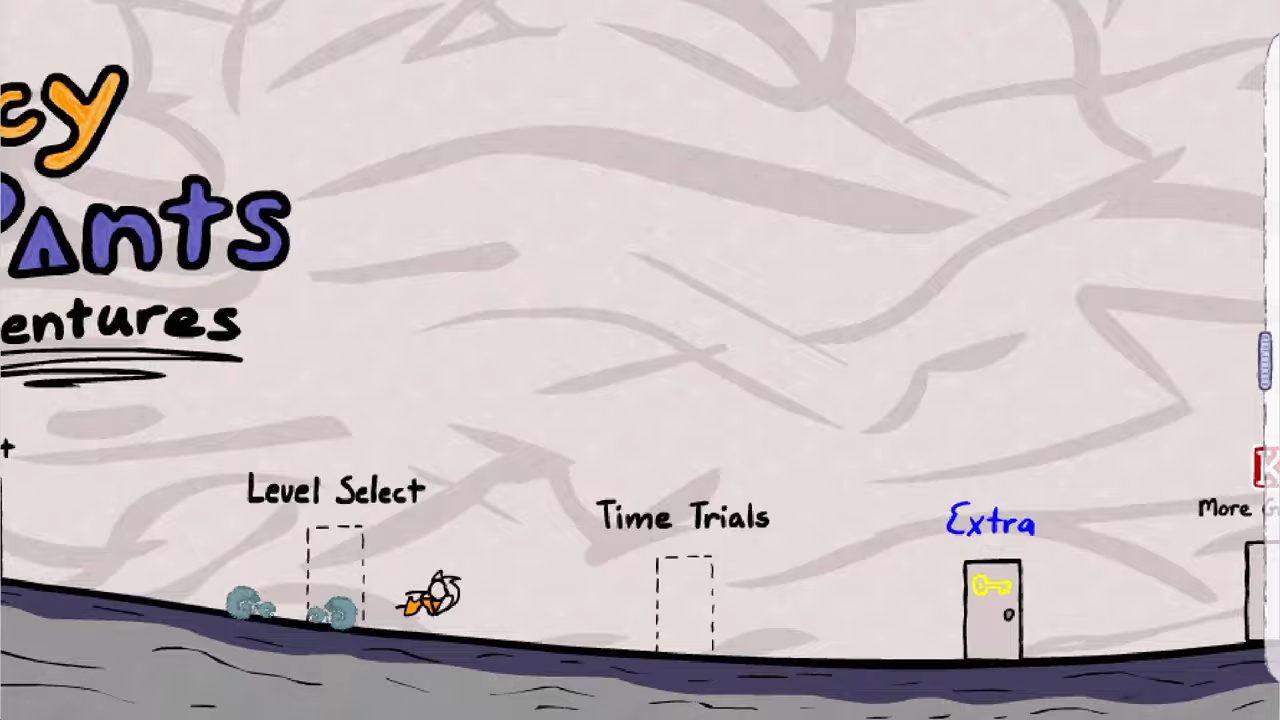 cy
Pants
entures
t
Level Select
Time Trials
Extra
More G
K